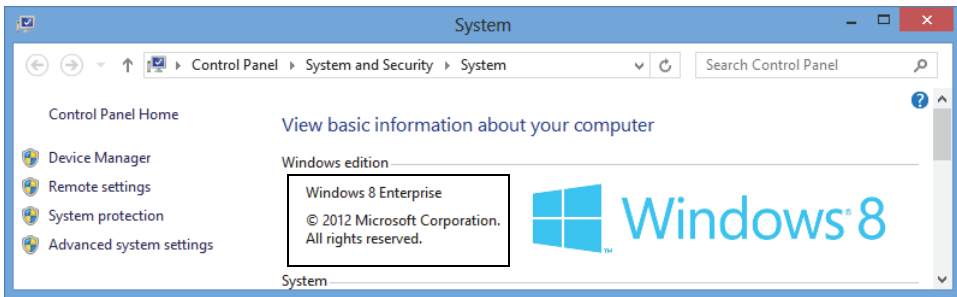 System
Control Panel System and Security System
Search Control Panel
Control Panel Home
Device Manager
Remote settings
System protection
Advanced system settings
View basic information about your computer
Windows edition
Windows 8 Enterprise
© 2012 Microsoft Corporation.
All rights reserved.
Windows® 8
™
System